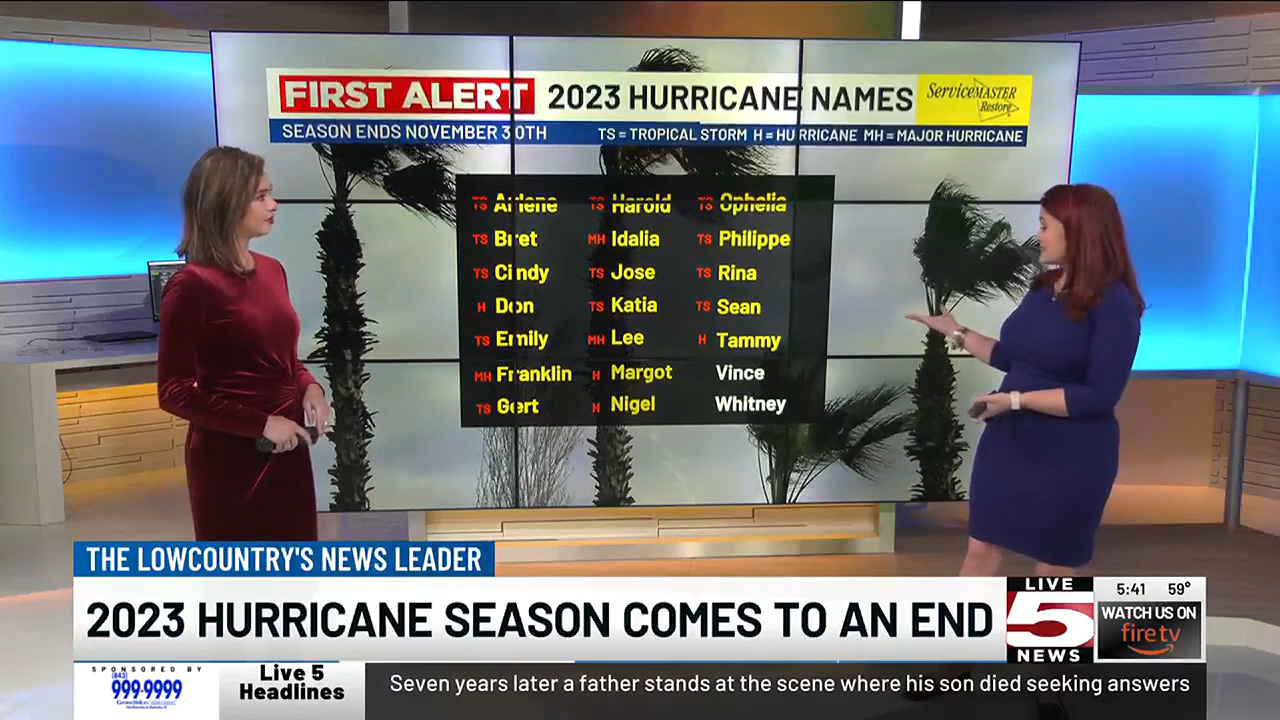 FIRST ALERT 2023 HURRICANE NAMES ServiceMASTER Restore
SEASON ENDS NOVEMBER 30TH TS = TROPICAL STORM H = HURRICANE MH = MAJOR HURRICANE
TS Arlene TS Harold TS Ophelia
TS Bret MH Idalia TS Philippe
TS Cindy TS Jose TS Rina
H Don TS Katia TS Sean
TS Emily MH Lee H Tammy
MH Franklin H Margot Vince
TS Gert H Nigel Whitney
THE LOWCOUNTRY'S NEWS LEADER
2023 HURRICANE SEASON COMES TO AN END
LIVE 5 NEWS
5:41 59°
WATCH US ON
fire tv
SPONSORED BY
(843)
999-9999
Live 5
Headlines
Seven years later a father stands at the scene where his son died seeking answers